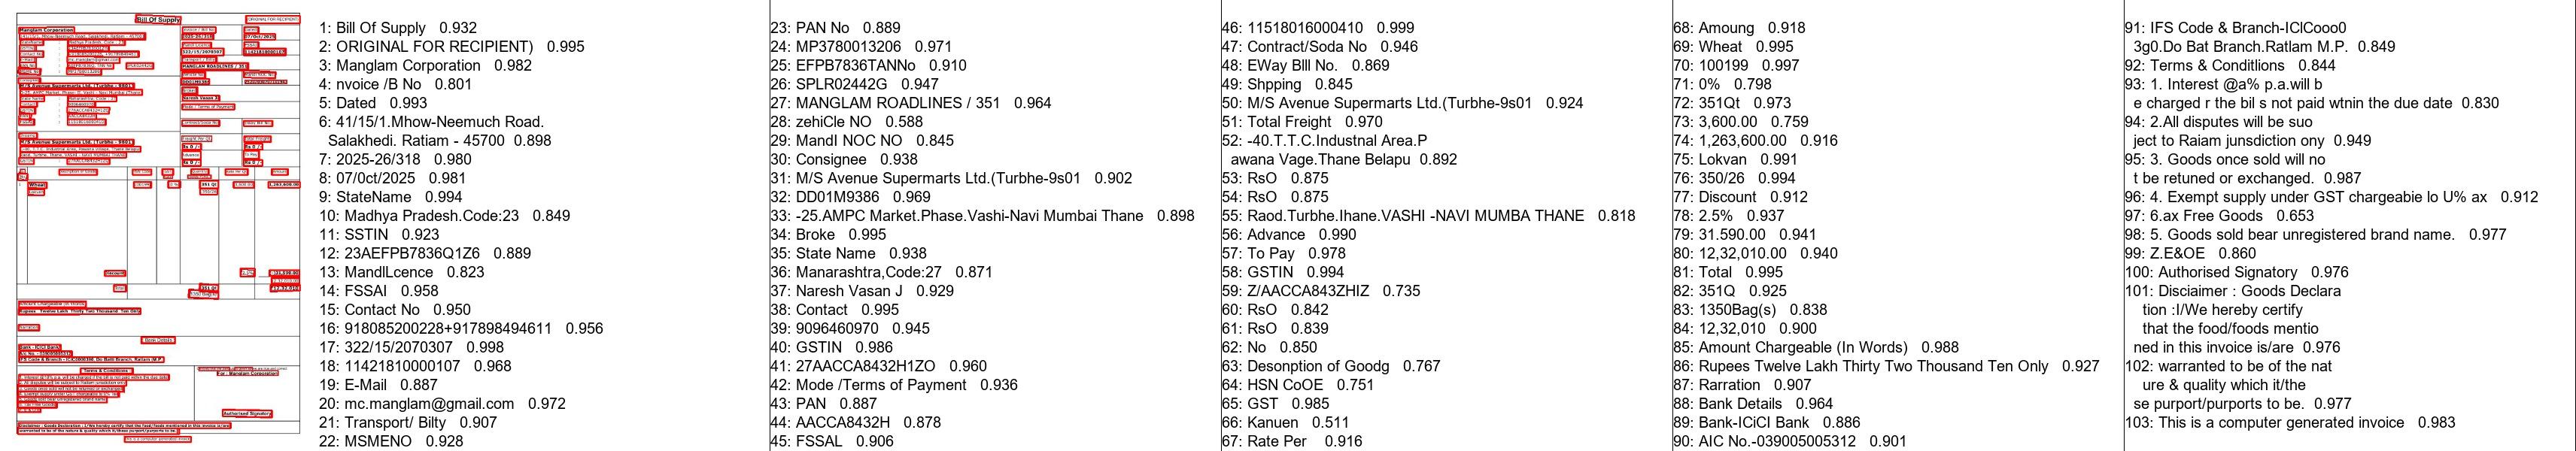 1: Bill Of Supply 0.932
2: ORIGINAL FOR RECIPIENT) 0.995
3: Manglam Corporation 0.982
4: nvoice /B No 0.801
5: Dated 0.993
6: 41/15/1.Mhow-Neemuch Road.
Salakhedi. Ratiam - 45700 0.898
7: 2025-26/318 0.980
8: 07/0ct/2025 0.981
9: StateName 0.994
10: Madhya Pradesh.Code:23 0.849
11: SSTIN 0.923
12: 23AEFPB7836Q1Z6 0.889
13: MandlLcence 0.823
14: FSSAI 0.958
15: Contact No 0.950
16: 918085200228+917898494611 0.956
17: 322/15/2070307 0.998
18: 11421810000107 0.968
19: E-Mail 0.887
20: mc.manglam@gmail.com 0.972
21: Transport/ Bilty 0.907
22: MSMENO 0.928
23: PAN No 0.889
24: MP3780013206 0.971
25: EFPB7836TANNo 0.910
26: SPLR02442G 0.947
27: MANGLAM ROADLINES / 351 0.964
28: zehiCle NO 0.588
29: MandI NOC NO 0.845
30: Consignee 0.938
31: M/S Avenue Supermarts Ltd.(Turbhe-9s01 0.902
32: DD01M9386 0.969
33: -25.AMPC Market.Phase.Vashi-Navi Mumbai Thane 0.898
34: Broke 0.995
35: State Name 0.938
36: Manarashtra,Code:27 0.871
37: Naresh Vasan J 0.929
38: Contact 0.995
39: 9096460970 0.945
40: GSTIN 0.986
41: 27AACCA8432H1ZO 0.960
42: Mode /Terms of Payment 0.936
43: PAN 0.887
44: AACCA8432H 0.878
45: FSSAL 0.906
46: 11518016000410 0.999
47: Contract/Soda No 0.946
48: EWay Blll No. 0.869
49: Shpping 0.845
50: M/S Avenue Supermarts Ltd.(Turbhe-9s01 0.924
51: Total Freight 0.970
52: -40.T.T.C.Industnal Area.P
awana Vage.Thane Belapu 0.892
53: RsO 0.875
54: RsO 0.875
55: Raod.Turbhe.Ihane.VASHI -NAVI MUMBA THANE 0.818
56: Advance 0.990
57: To Pay 0.978
58: GSTIN 0.994
59: Z/AACCA843ZHIZ 0.735
60: RsO 0.842
61: RsO 0.839
62: No 0.850
63: Desonption of Goodg 0.767
64: HSN CoOE 0.751
65: GST 0.985
66: Kanuen 0.511
67: Rate Per 0.916
68: Amoung 0.918
69: Wheat 0.995
70: 100199 0.997
71: 0% 0.798
72: 351Qt 0.973
73: 3,600.00 0.759
74: 1,263,600.00 0.916
75: Lokvan 0.991
76: 350/26 0.994
77: Discount 0.912
78: 2.5% 0.937
79: 31.590.00 0.941
80: 12,32,010.00 0.940
81: Total 0.995
82: 351Q 0.925
83: 1350Bag(s) 0.838
84: 12,32,010 0.900
85: Amount Chargeable (In Words) 0.988
86: Rupees Twelve Lakh Thirty Two Thousand Ten Only 0.927
87: Rarration 0.907
88: Bank Details 0.964
89: Bank-ICiCI Bank 0.886
90: AIC No.-039005005312 0.901
91: IFS Code & Branch-IClCooo0
3g0.Do Bat Branch.Ratlam M.P. 0.849
92: Terms & Conditlions 0.844
93: 1. Interest @a% p.a.will b
e charged r the bil s not paid wtnin the due date 0.830
94: 2.All disputes will be suo
ject to Raiam junsdiction ony 0.949
95: 3. Goods once sold will no
t be retuned or exchanged. 0.987
96: 4. Exempt supply under GST chargeabie lo U% ax 0.912
97: 6.ax Free Goods 0.653
98: 5. Goods sold bear unregistered brand name. 0.977
99: Z.E&OE 0.860
100: Authorised Signatory 0.976
101: Disclaimer : Goods Declara
tion :I/We hereby certify
that the food/foods mentio
ned in this invoice is/are 0.976
102: warranted to be of the nat
ure & quality which it/the
se purport/purports to be. 0.977
103: This is a computer generated invoice 0.983